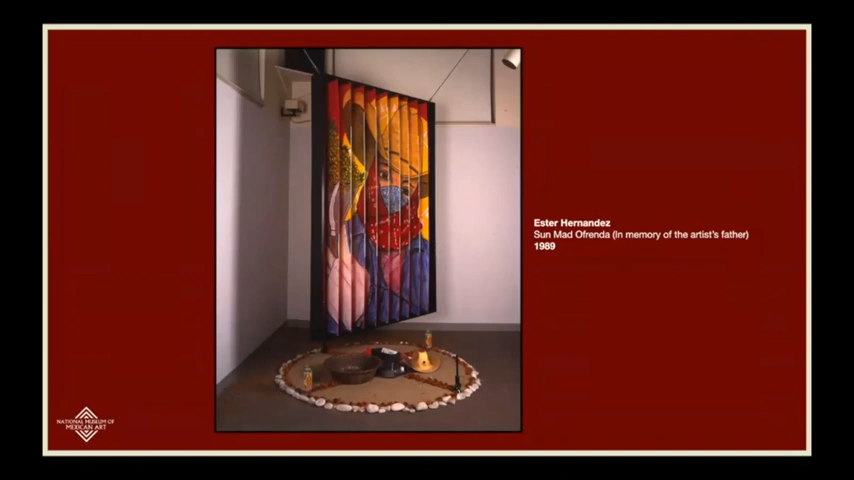 Ester Hernandez
Sun Mad Ofrenda (In memory of the artist's father)
1989
NATIONAL MUSEUM OF
MEXICAN ART